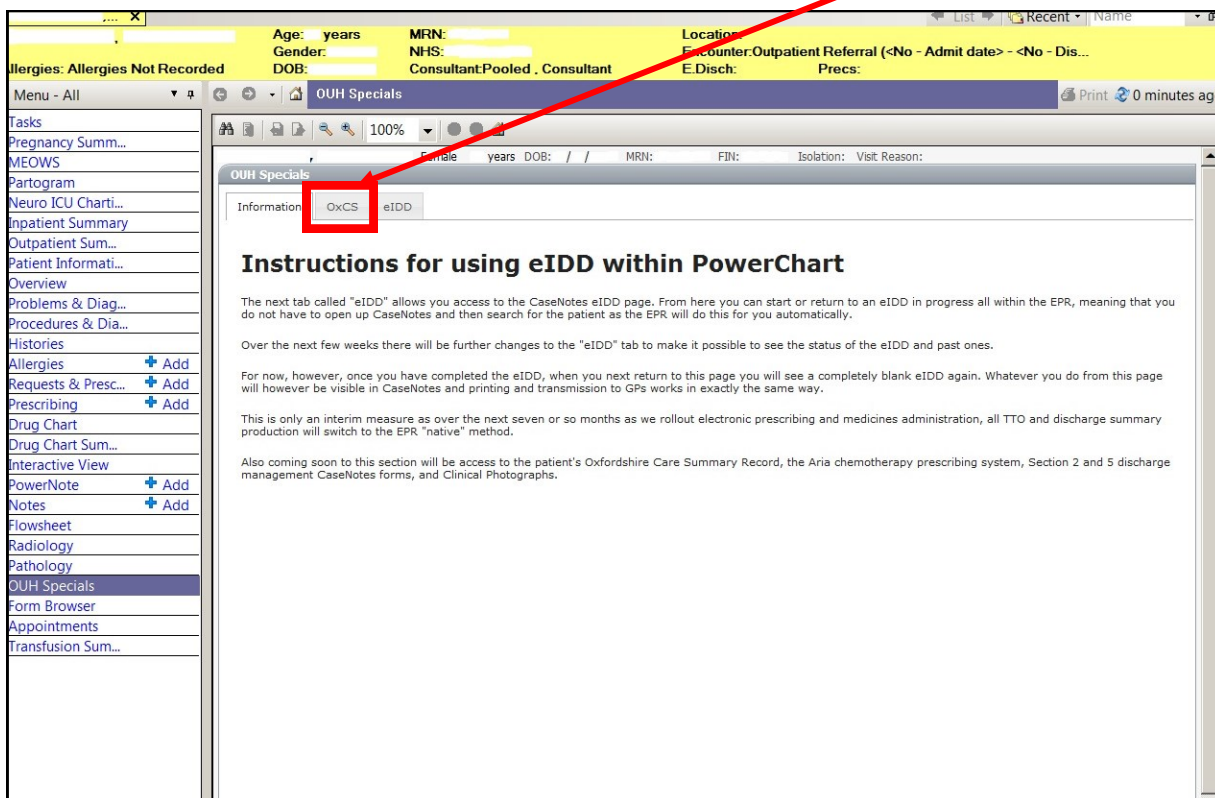 ,... X
List Recent Name
, Age: years MRN: Location:
Gender: NHS: Encounter:Outpatient Referral (<No - Admit date> - <No - Dis...
llergies: Allergies Not Recorded DOB: Consultant:Pooled , Consultant E.Disch: Precs:
Menu - All OUH Specials Print 0 minutes ag
Tasks
100%
Pregnancy Summ...
MEOWS
, Female years DOB: / / MRN: FIN: Isolation: Visit Reason:
OUH Specials
Partogram
Neuro ICU Charti...
Inpatient Summary
Outpatient Sum...
Patient Informati...
Overview
Problems & Diag...
Procedures & Dia...
Histories
Allergies Add
Requests & Presc... Add
Prescribing Add
Drug Chart
Drug Chart Sum...
Interactive View
PowerNote Add
Notes Add
Flowsheet
Radiology
Pathology
OUH Specials
Form Browser
Appointments
Transfusion Sum...
Information OxCS eIDD
Instructions for using eIDD within PowerChart
The next tab called "eIDD" allows you access to the CaseNotes eIDD page. From here you can start or return to an eIDD in progress all within the EPR, meaning that you
do not have to open up CaseNotes and then search for the patient as the EPR will do this for you automatically.
Over the next few weeks there will be further changes to the "eIDD" tab to make it possible to see the status of the eIDD and past ones.
For now, however, once you have completed the eIDD, when you next return to this page you will see a completely blank eIDD again. Whatever you do from this page
will however be visible in CaseNotes and printing and transmission to GPs works in exactly the same way.
This is only an interim measure as over the next seven or so months as we rollout electronic prescribing and medicines administration, all TTO and discharge summary
production will switch to the EPR "native" method.
Also coming soon to this section will be access to the patient's Oxfordshire Care Summary Record, the Aria chemotherapy prescribing system, Section 2 and 5 discharge
management CaseNotes forms, and Clinical Photographs.